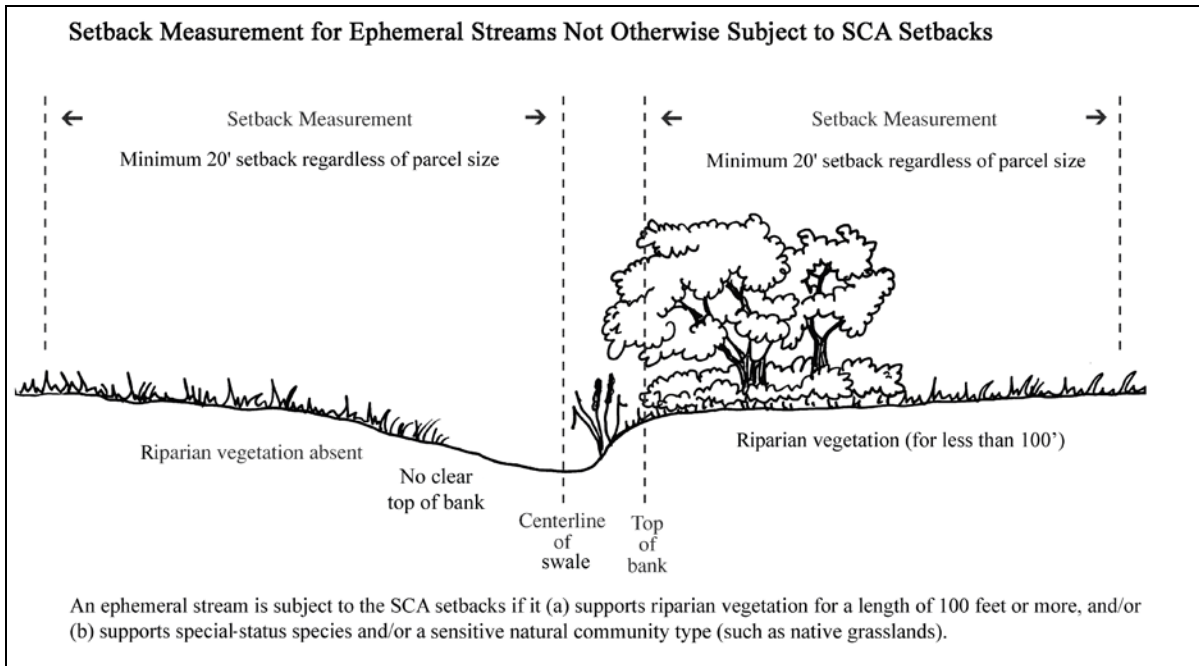 Setback Measurement for Ephemeral Streams Not Otherwise Subject to SCA Setbacks
← Setback Measurement →
Minimum 20' setback regardless of parcel size
← Setback Measurement →
Minimum 20' setback regardless of parcel size
Riparian vegetation absent
No clear
top of bank
Centerline
of
swale
Top
of
bank
Riparian vegetation (for less than 100’)
An ephemeral stream is subject to the SCA setbacks if it (a) supports riparian vegetation for a length of 100 feet or more, and/or
(b) supports special-status species and/or a sensitive natural community type (such as native grasslands).